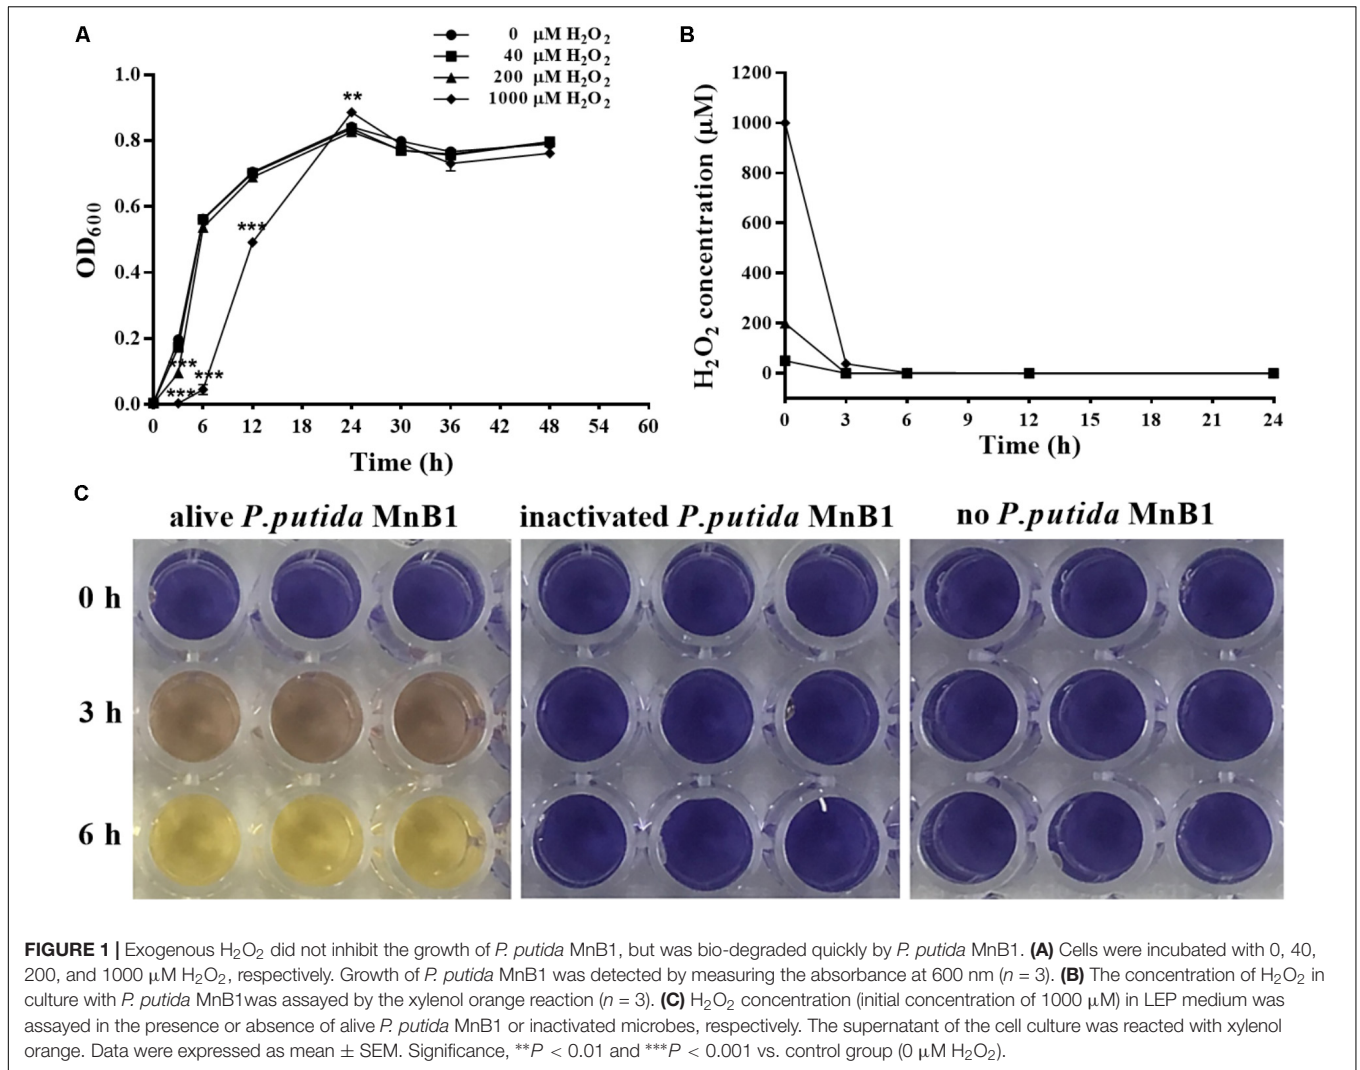 A
0 μM H₂O₂
40 μM H₂O₂
200 μM H₂O₂
1000 μM H₂O₂
1.0
0.8
0.6
0.4
0.2
0.0
OD₆₀₀
**
***
***
***
***
0 6 12 18 24 30 36 42 48 54 60
Time (h)
B
1200
1000
800
600
400
200
0
H₂O₂ concentration (μM)
0 3 6 9 12 15 18 21 24
Time (h)
C
alive P.putida MnB1 inactivated P.putida MnB1 no P.putida MnB1
0 h
3 h
6 h
FIGURE 1 | Exogenous H₂O₂ did not inhibit the growth of P. putida MnB1, but was bio-degraded quickly by P. putida MnB1. (A) Cells were incubated with 0, 40,
200, and 1000 μM H₂O₂, respectively. Growth of P. putida MnB1 was detected by measuring the absorbance at 600 nm (n = 3). (B) The concentration of H₂O₂ in
culture with P. putida MnB1was assayed by the xylenol orange reaction (n = 3). (C) H₂O₂ concentration (initial concentration of 1000 μM) in LEP medium was
assayed in the presence or absence of alive P. putida MnB1 or inactivated microbes, respectively. The supernatant of the cell culture was reacted with xylenol
orange. Data were expressed as mean ± SEM. Significance, **P < 0.01 and ***P < 0.001 vs. control group (0 μM H₂O₂).